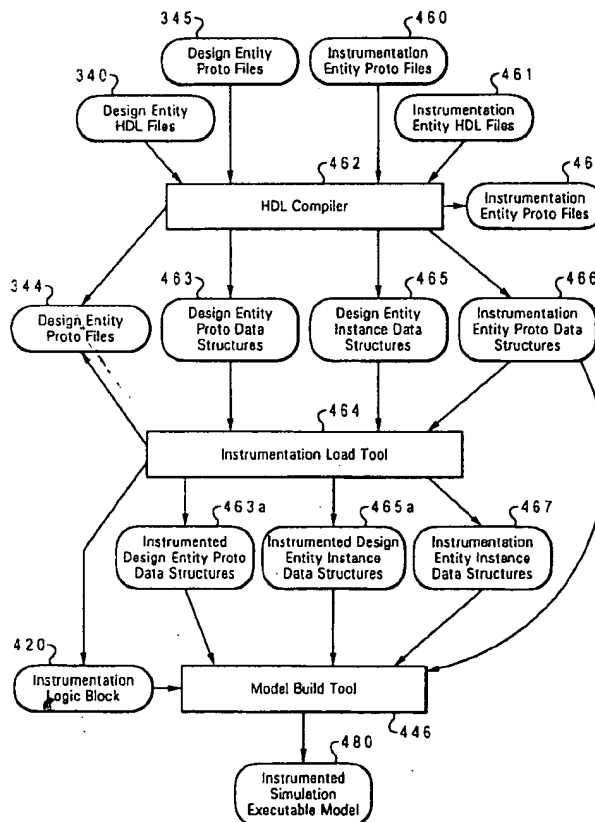 345
460
Design Entity
Proto Files
Instrumentation
Entity Proto Files
340
461
Design Entity
HDL Files
Instrumentation
Entity HDL Files
462
HDL Compiler
46
Instrumentation
Entity Proto Files
344
463
465
466
Design Entity
Proto Files
Design Entity
Proto Data
Structures
Design Entity
Instance Data
Structures
Instrumentation
Entity Proto Data
Structures
464
Instrumentation Load Tool
463a
465a
467
Instrumented
Design Entity Proto
Data Structures
Instrumented Design
Entity Instance
Data Structures
Instrumentation
Entity Instance
Data Structures
420
Instrumentation
Logic Block
Model Build Tool
446
480
Instrumented
Simulation
Executable Model